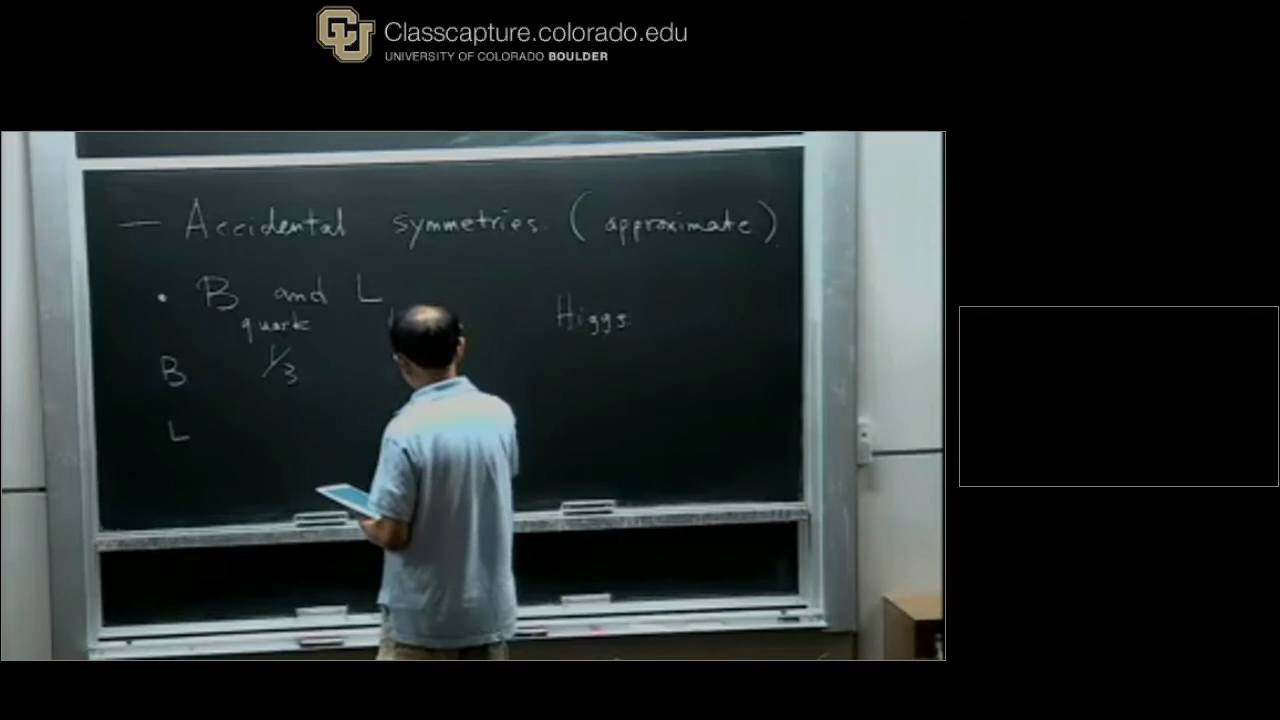 Classcapture.colorado.edu
UNIVERSITY OF COLORADO BOULDER
— Accidental symmetries. (approximate)
• B and L
quark Higgs.
B 1/3
L